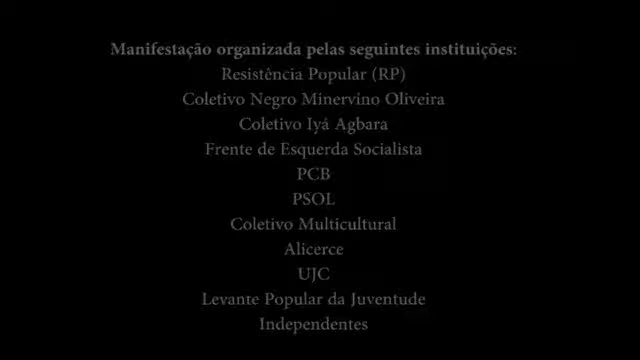 Manifestação organizada pelas seguintes instituições:
Resistência Popular (RP)
Coletivo Negro Minervino Oliveira
Coletivo Iyá Agbara
Frente de Esquerda Socialista
PCB
PSOL
Coletivo Multicultural
Alicerce
UJC
Levante Popular da Juventude
Independentes